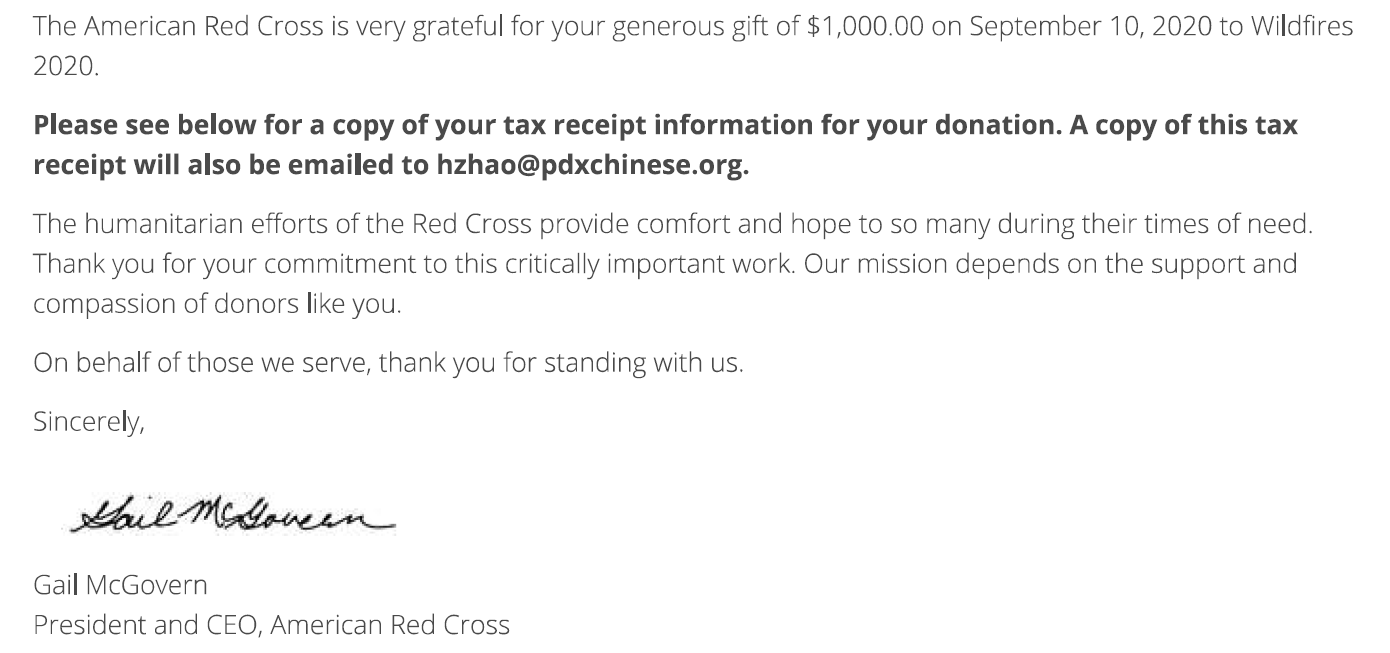 The American Red Cross is very grateful for your generous gift of $1,000.00 on September 10, 2020 to Wildfires
2020.
Please see below for a copy of your tax receipt information for your donation. A copy of this tax
receipt will also be emailed to hzhao@pdxchinese.org.
The humanitarian efforts of the Red Cross provide comfort and hope to so many during their times of need.
Thank you for your commitment to this critically important work. Our mission depends on the support and
compassion of donors like you.
On behalf of those we serve, thank you for standing with us.
Sincerely,
Gail McGovern
Gail McGovern
President and CEO, American Red Cross